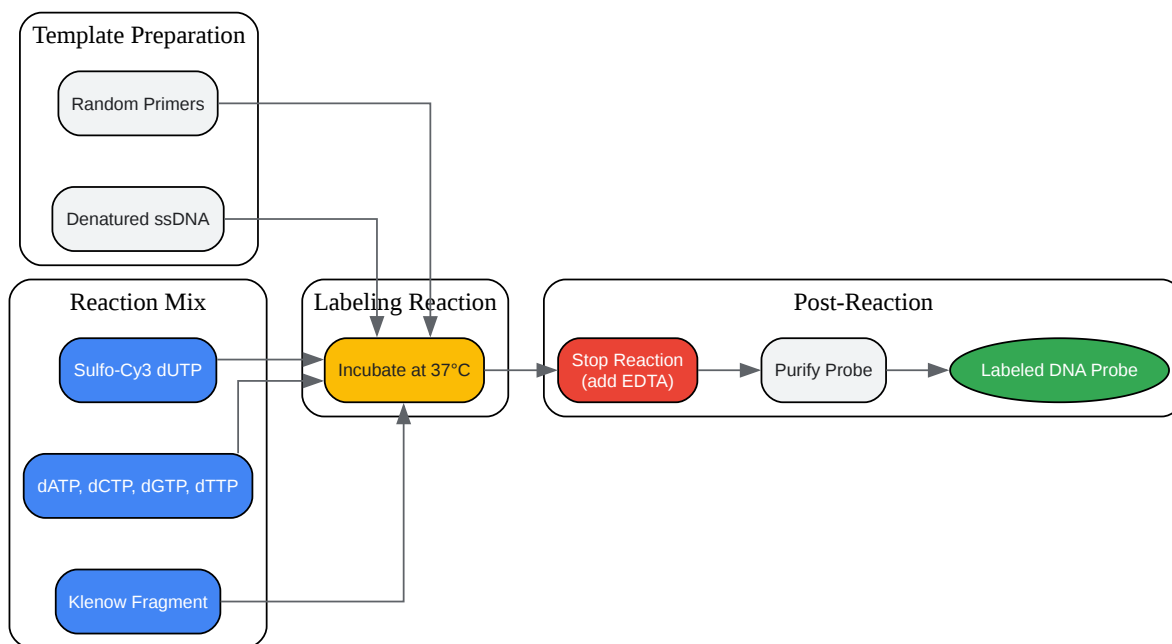 Template Preparation
Random Primers
Denatured ssDNA
Reaction Mix
Sulfo-Cy3 dUTP
dATP, dCTP, dGTP, dTTP
Klenow Fragment
Labeling Reaction
Incubate at 37°C
Post-Reaction
Stop Reaction
(add EDTA)
Purify Probe
Labeled DNA Probe